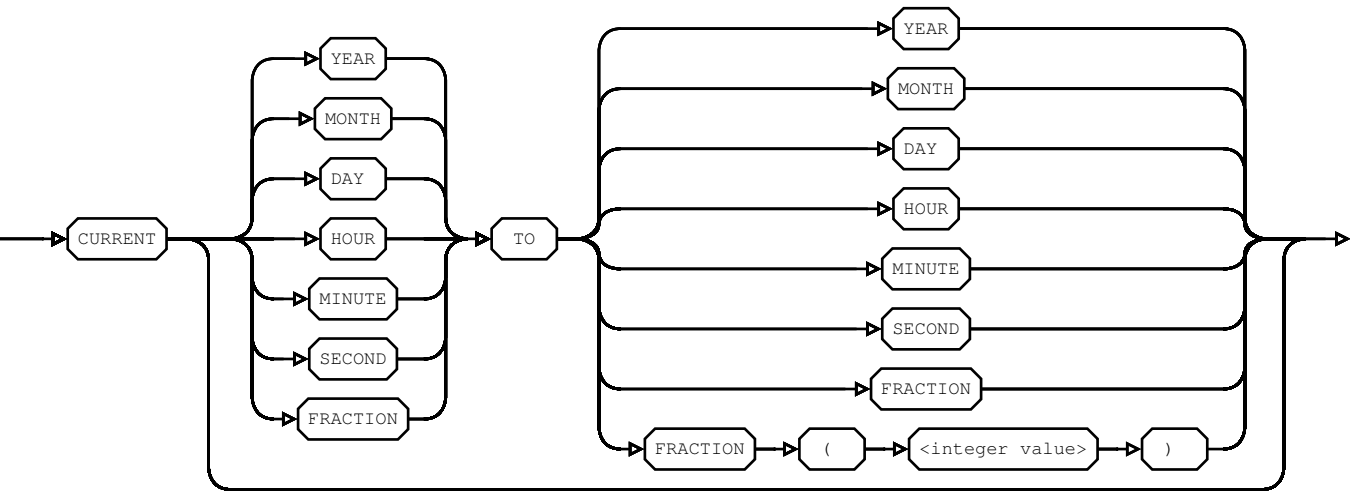 YEAR
YEAR
MONTH
MONTH
DAY
DAY
HOUR
CURRENT
HOUR
TO
MINUTE
MINUTE
SECOND
SECOND
FRACTION
FRACTION
FRACTION ( <integer value> )